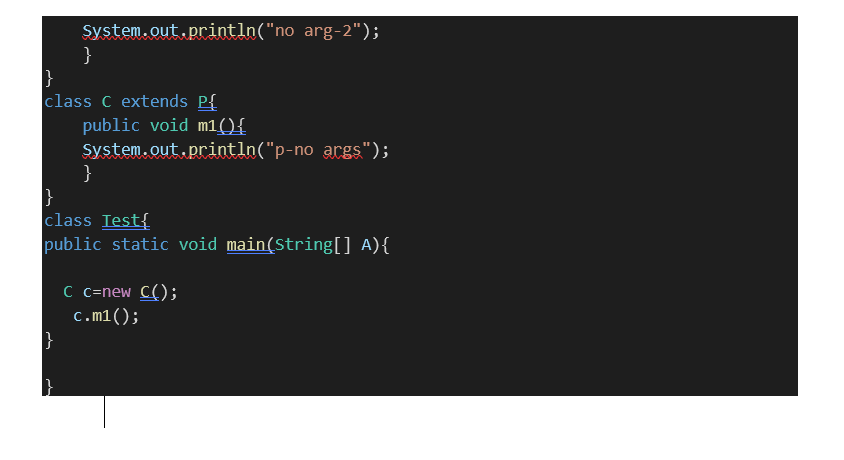 System.out.println("no arg-2");
}
}
class C extends P{
public void m1(){
System.out.println("p-no args");
}
}
class Test{
public static void main(String[] A){
C c=new C();
c.m1();
}
}